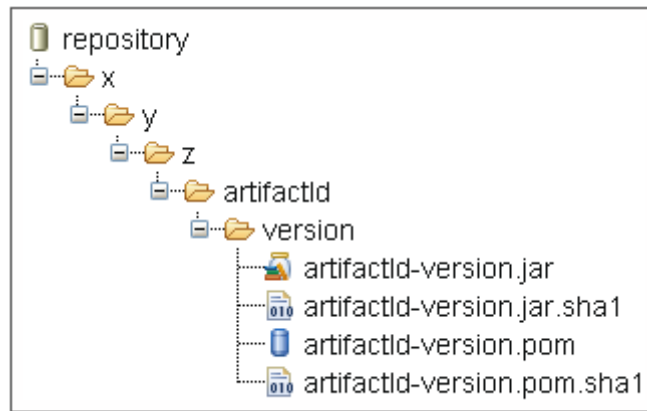 repository
x
y
z
artifactId
version
artifactId-version.jar
artifactId-version.jar.sha1
artifactId-version.pom
artifactId-version.pom.sha1